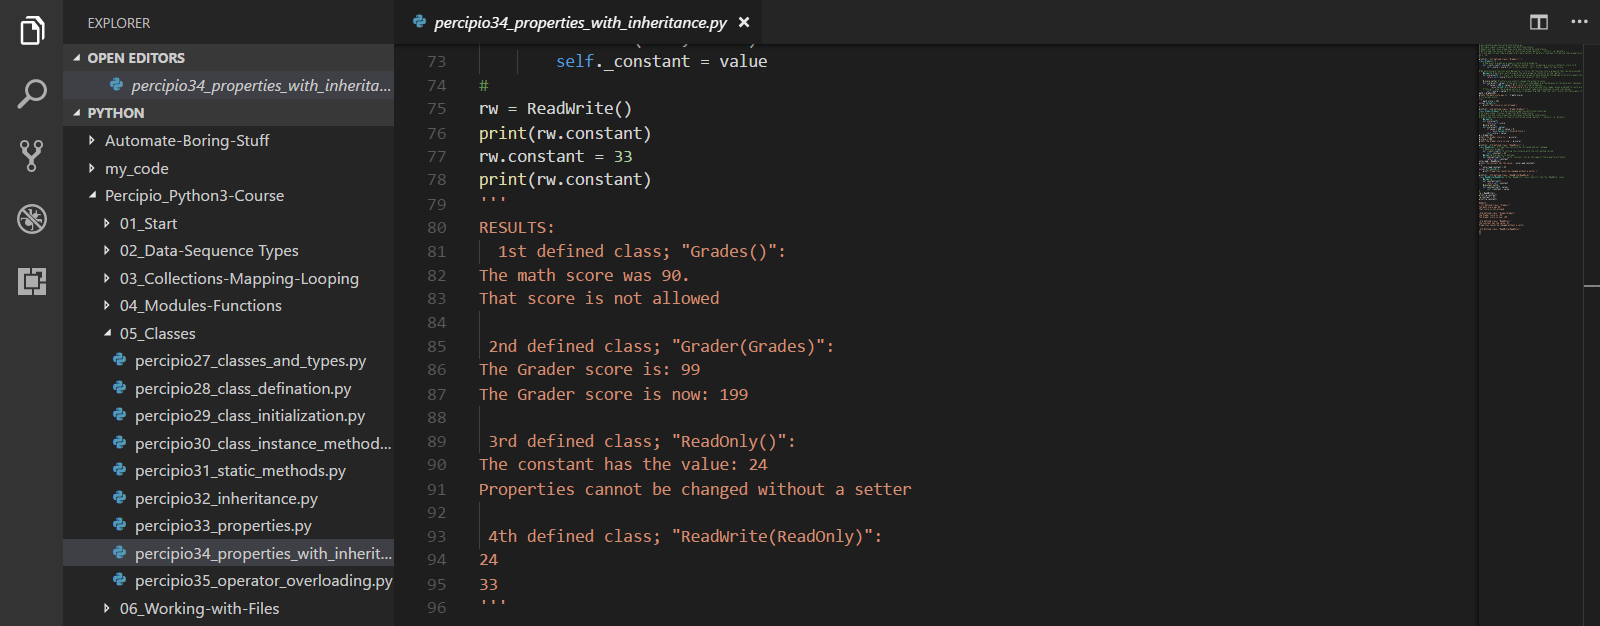 EXPLORER
OPEN EDITORS
percipio34_properties_with_inherita...
PYTHON
Automate-Boring-Stuff
my_code
Percipio_Python3-Course
01_Start
02_Data-Sequence Types
03_Collections-Mapping-Looping
04_Modules-Functions
05_Classes
percipio27_classes_and_types.py
percipio28_class_defination.py
percipio29_class_initialization.py
percipio30_class_instance_method...
percipio31_static_methods.py
percipio32_inheritance.py
percipio33_properties.py
percipio34_properties_with_inherit...
percipio35_operator_overloading.py
06_Working-with-Files
percipio34_properties_with_inheritance.py
73 self._constant = value
74 #
75 rw = ReadWrite()
76 print(rw.constant)
77 rw.constant = 33
78 print(rw.constant)
79 '''
80 RESULTS:
81 1st defined class; "Grades()":
82 The math score was 90.
83 That score is not allowed
84
85 2nd defined class; "Grader(Grades)":
86 The Grader score is: 99
87 The Grader score is now: 199
88
89 3rd defined class; "ReadOnly()":
90 The constant has the value: 24
91 Properties cannot be changed without a setter
92
93 4th defined class; "ReadWrite(ReadOnly)":
94 24
95 33
96 '''